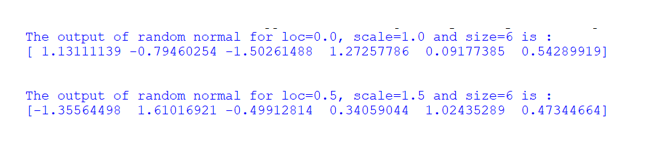 The output of random normal for loc=0.0, scale=1.0 and size=6 is :
[ 1.13111139 -0.79460254 -1.50261488  1.27257786  0.09177385  0.54289919]
The output of random normal for loc=0.5, scale=1.5 and size=6 is :
[-1.35564498  1.61016921 -0.49912814  0.34059044  1.02435289  0.47344664]